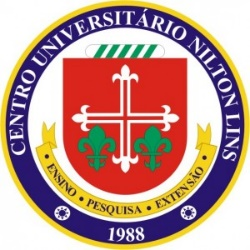 CENTRO UNIVERSITÁRIO NILTON LINS
ENSINO • PESQUISA • EXTENSÃO
1988